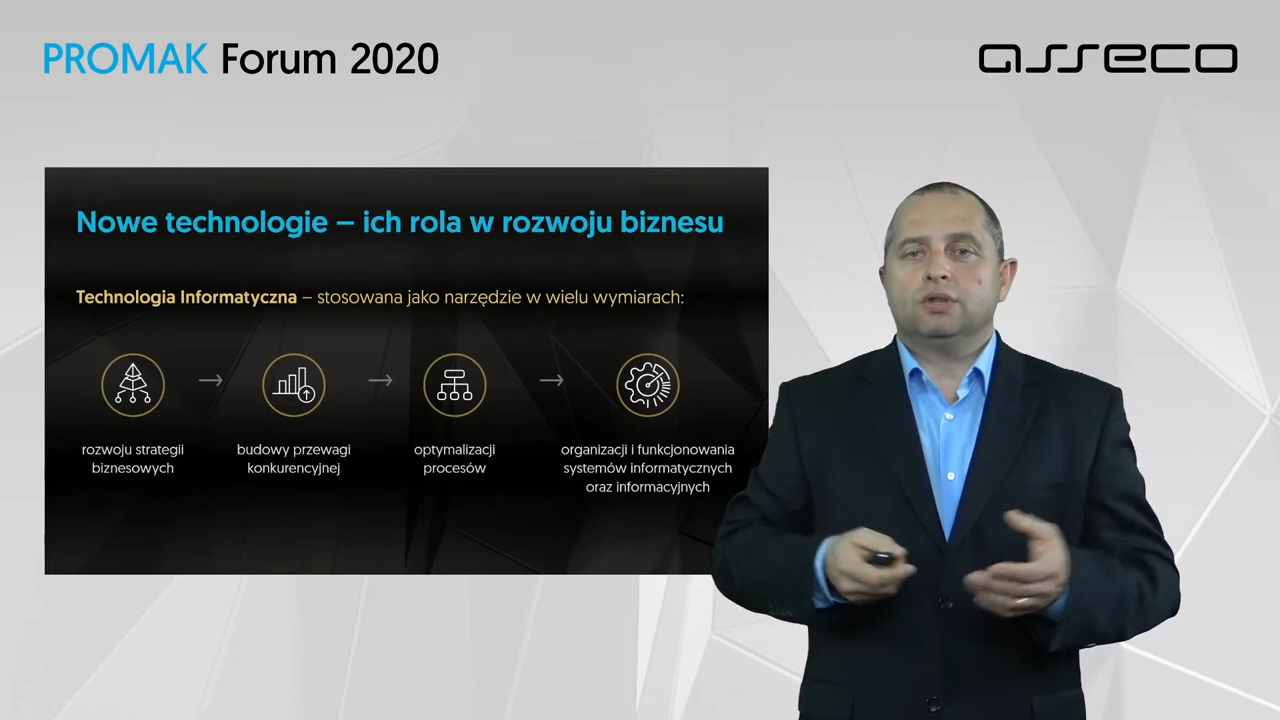 PROMAK Forum 2020
asseco
Nowe technologie – ich rola w rozwoju biznesu
Technologia Informatyczna – stosowana jako narzędzie w wielu wymiarach:
rozwoju strategii
biznesowych
budowy przewagi
konkurencyjnej
optymalizacji
procesów
organizacji i funkcjonowania
systemów informatycznych
oraz informacyjnych